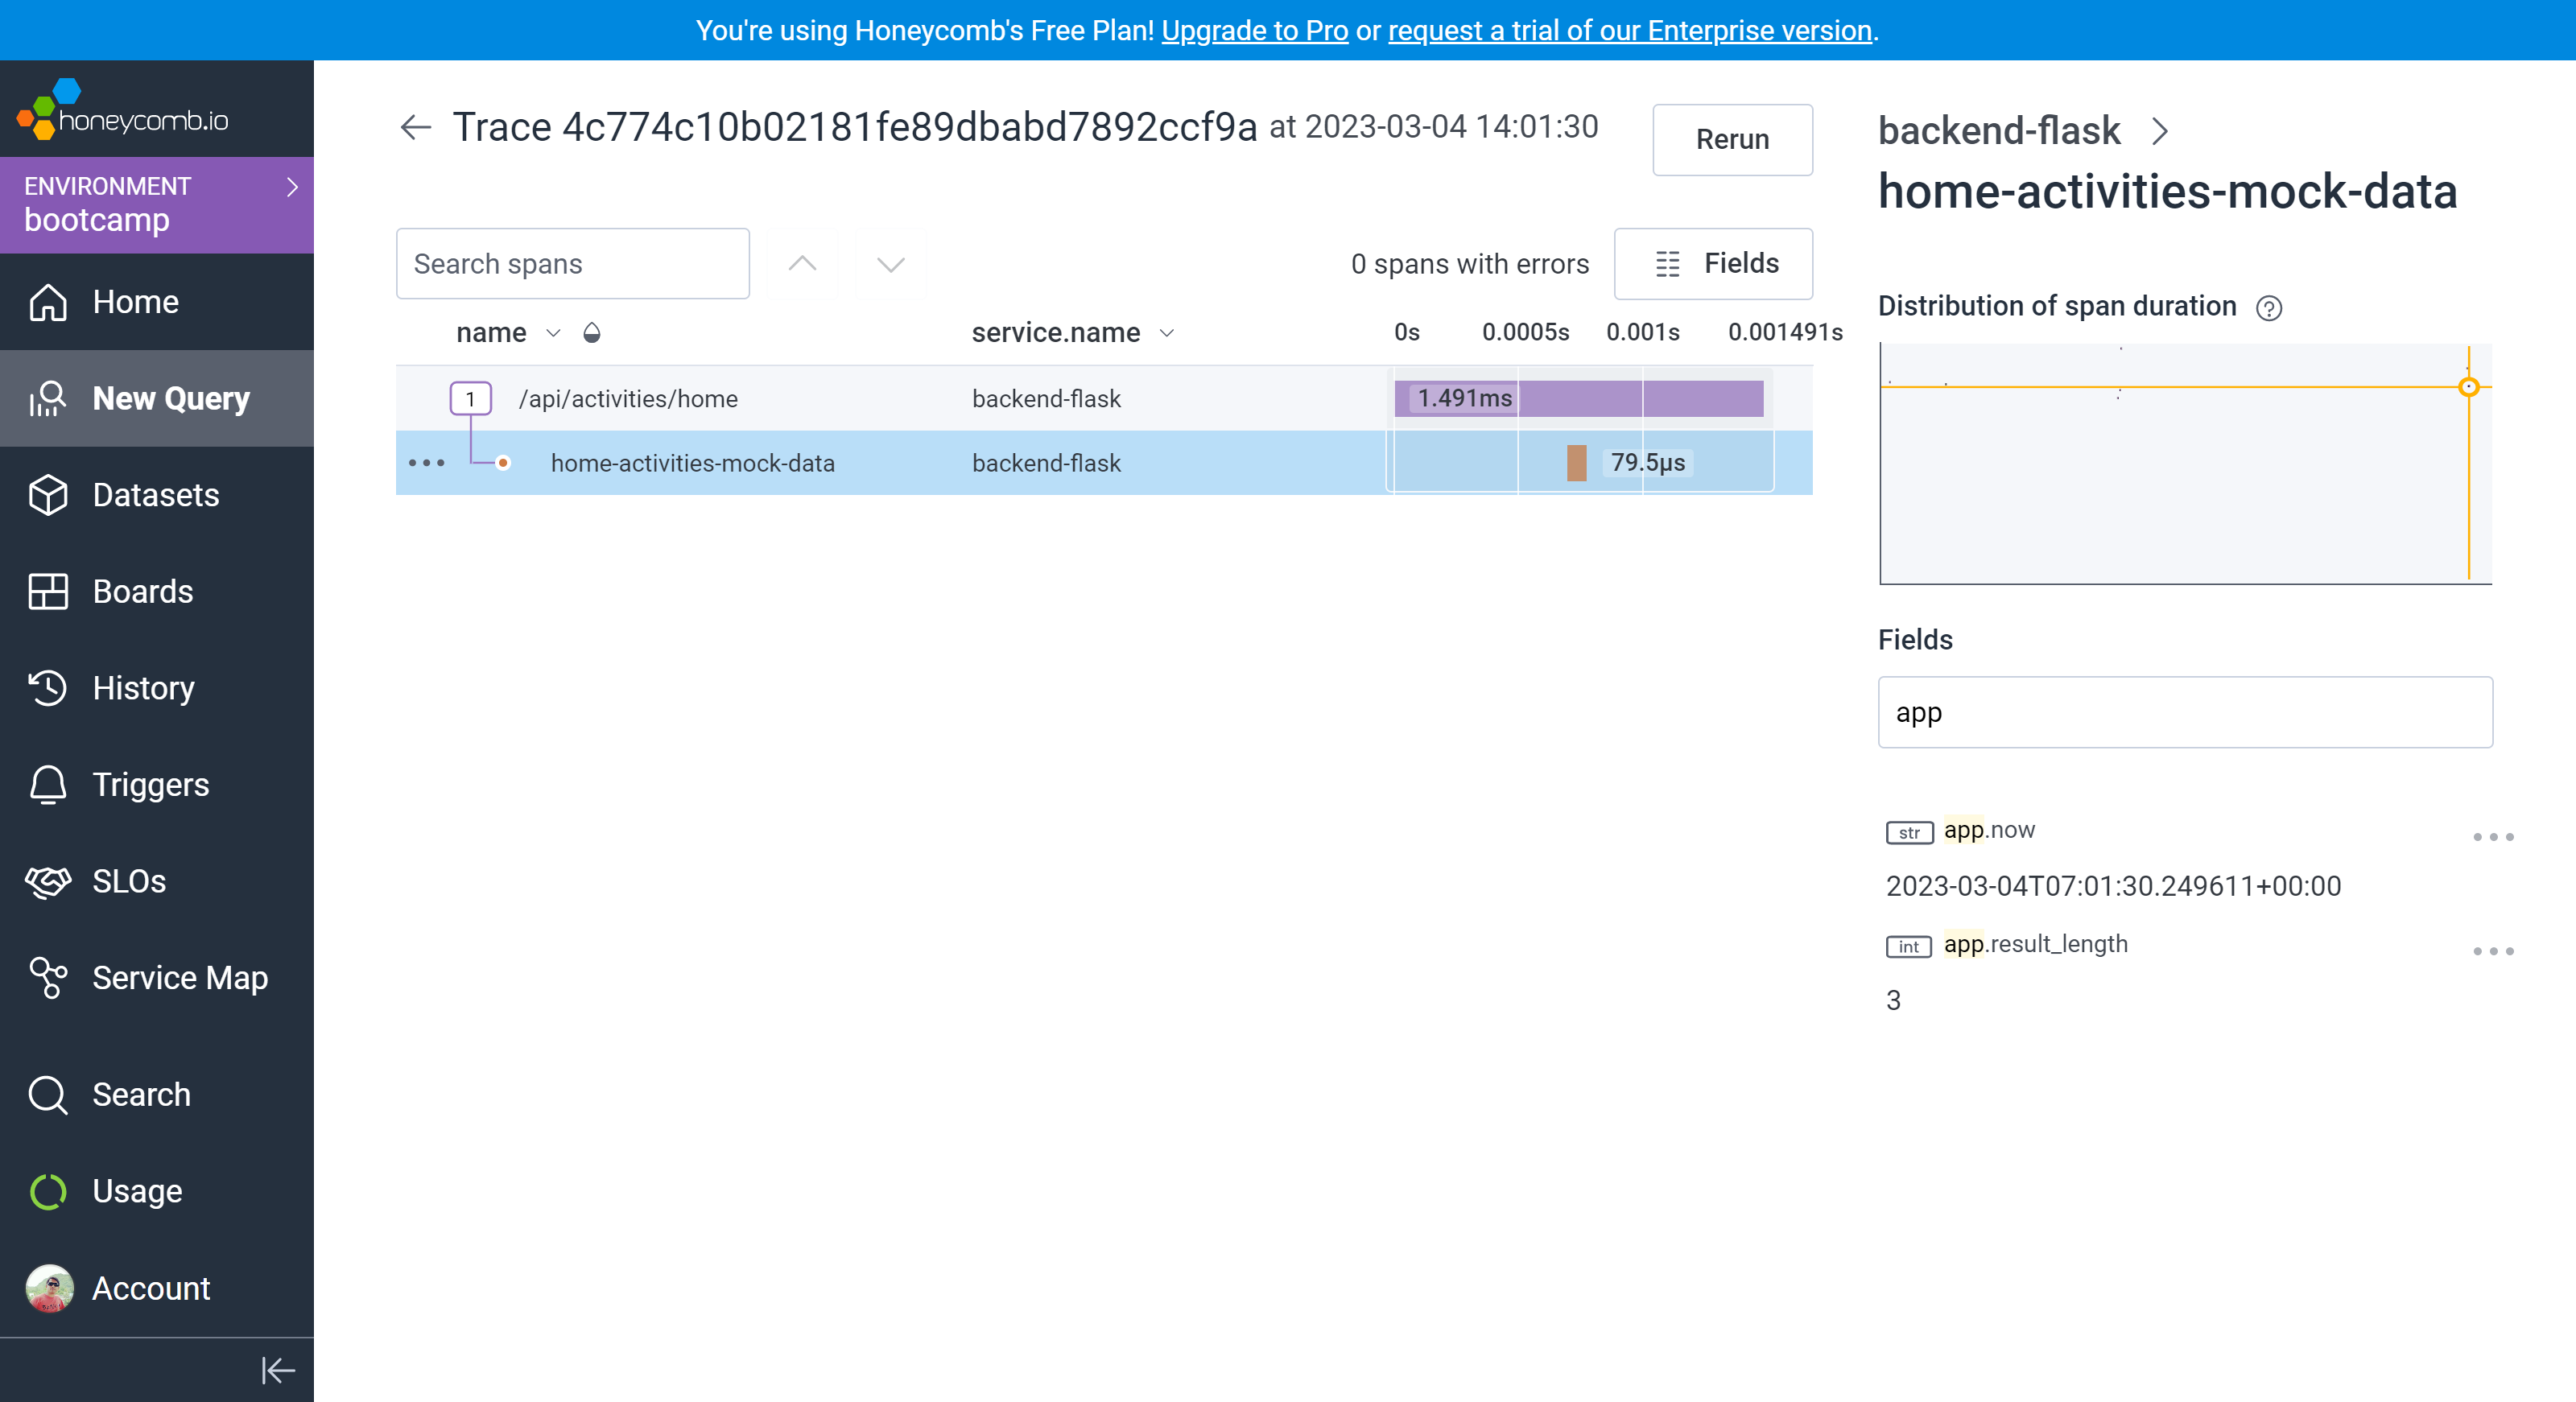 You're using Honeycomb's Free Plan! Upgrade to Pro or request a trial of our Enterprise version.
honeycomb.io
ENVIRONMENT
bootcamp
Home
New Query
Datasets
Boards
History
Triggers
SLOs
Service Map
Search
Usage
Account
Trace 4c774c10b02181fe89dbabd7892ccf9a at 2023-03-04 14:01:30
Rerun
Search spans
0 spans with errors
Fields
name service.name 0s 0.0005s 0.001s 0.001491s
1 /api/activities/home backend-flask 1.491ms
home-activities-mock-data backend-flask 79.5μs
backend-flask
home-activities-mock-data
Distribution of span duration
Fields
app
str app.now
2023-03-04T07:01:30.249611+00:00
int app.result_length
3